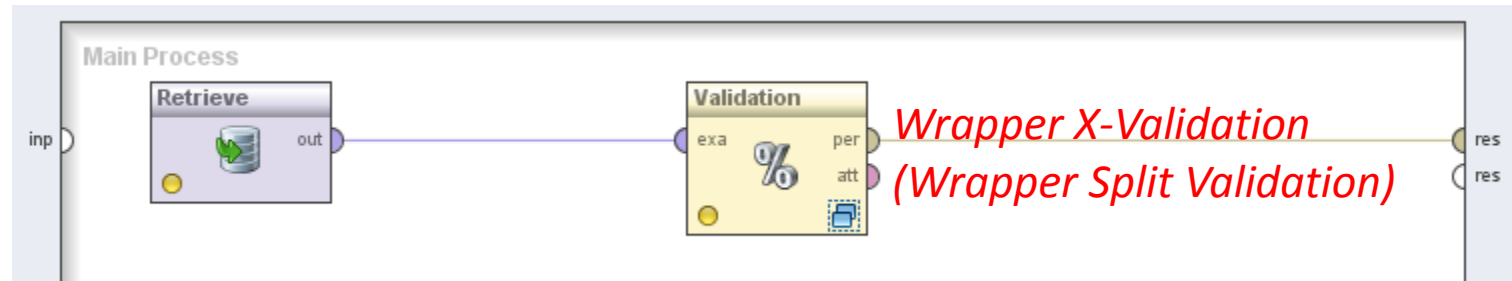 Main Process
Retrieve
Validation
inp
out
exa
per
Wrapper X-Validation
res
att
(Wrapper Split Validation)
res